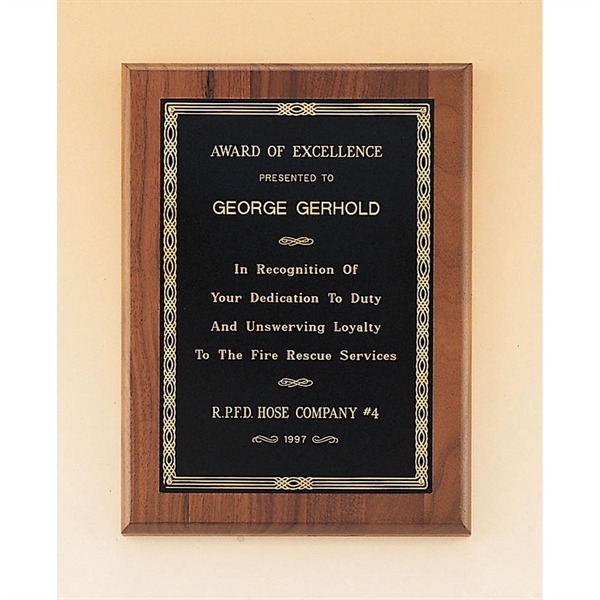 AWARD OF EXCELLENCE
PRESENTED TO
GEORGE GERHOLD
In Recognition Of
Your Dedication To Duty
And Unswerving Loyalty
To The Fire Rescue Services
R.P.F.D. HOSE COMPANY #4
1997